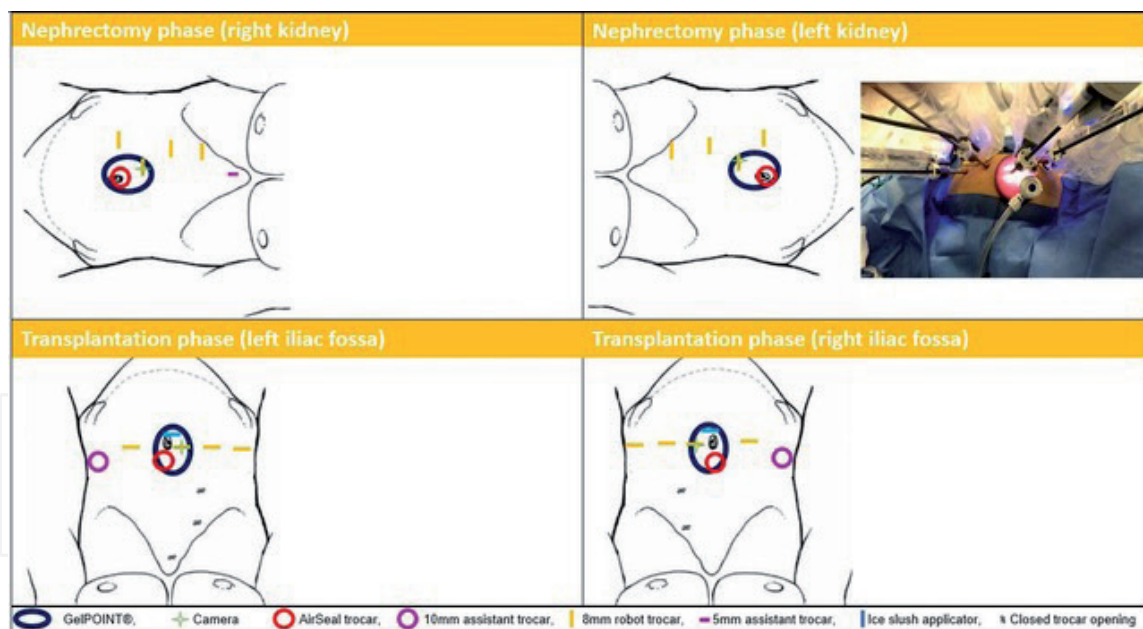 Nephrectomy phase (right kidney)
Nephrectomy phase (left kidney)
Transplantation phase (left iliac fossa)
Transplantation phase (right iliac fossa)
GelPOINT®, Camera AirSeal trocar, 10mm assistant trocar, 8mm robot trocar, 5mm assistant trocar, Ice slush applicator, Closed trocar opening